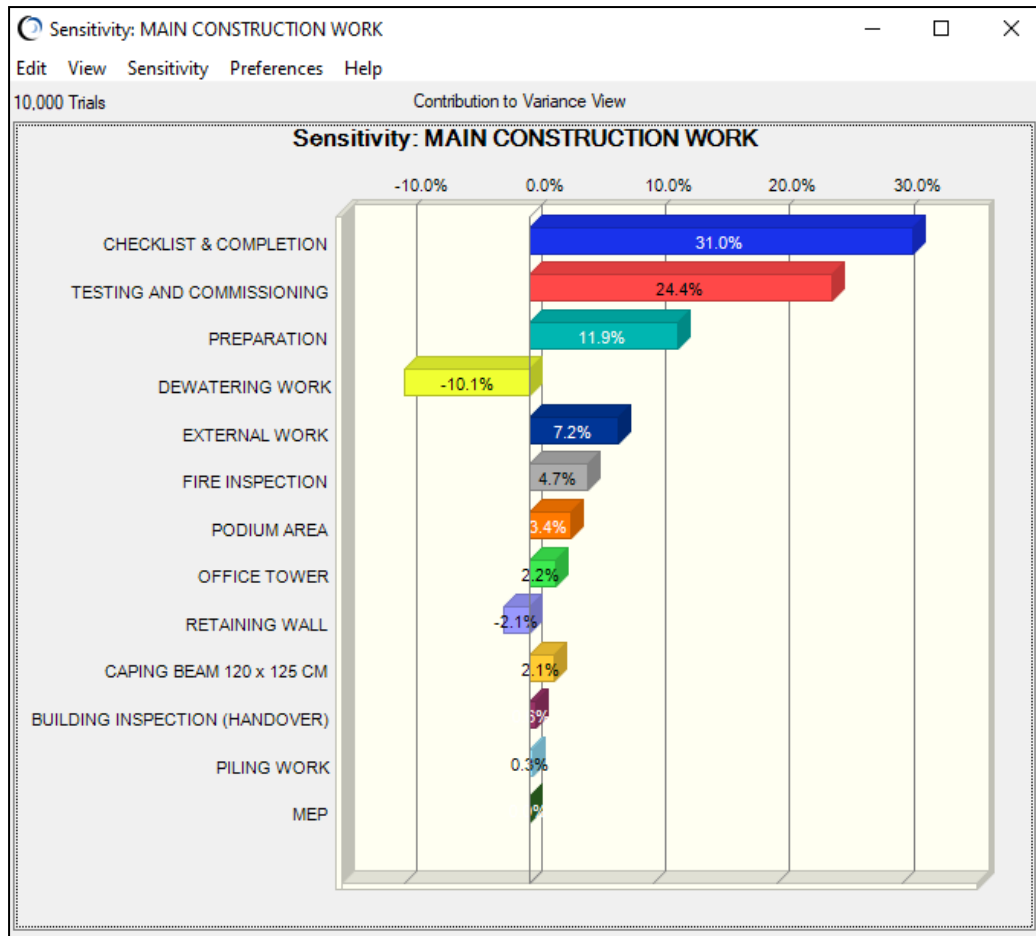 Sensitivity: MAIN CONSTRUCTION WORK
Edit View Sensitivity Preferences Help
10,000 Trials Contribution to Variance View
Sensitivity: MAIN CONSTRUCTION WORK
-10.0% 0.0% 10.0% 20.0% 30.0%
CHECKLIST & COMPLETION 31.0%
TESTING AND COMMISSIONING 24.4%
PREPARATION 11.9%
DEWATERING WORK -10.1%
EXTERNAL WORK 7.2%
FIRE INSPECTION 4.7%
PODIUM AREA 3.4%
OFFICE TOWER 2.2%
RETAINING WALL -2.1%
CAPING BEAM 120 x 125 CM 2.1%
BUILDING INSPECTION (HANDOVER)
PILING WORK 0.3%
MEP